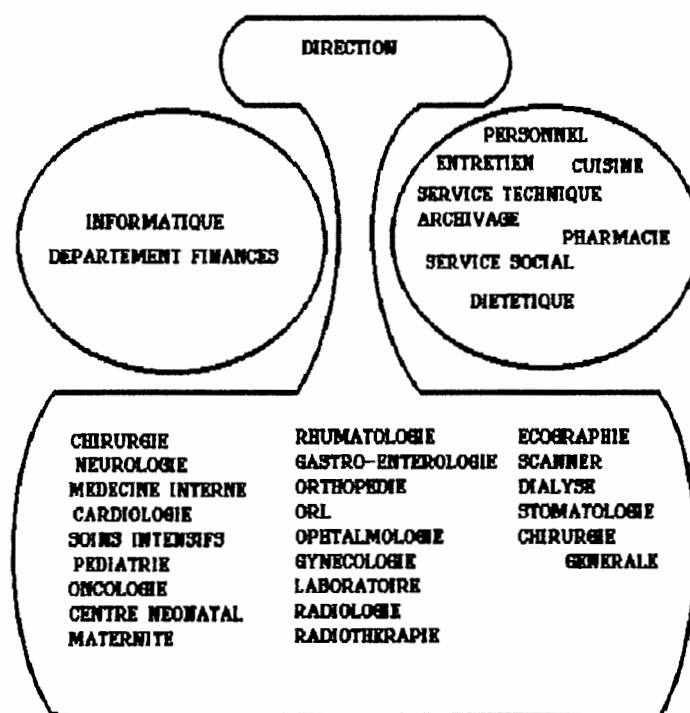 DIRECTION
INFORMATIQUE
DEPARTEMENT FINANCES
PERSONNEL
ENTRETIEN CUISINE
SERVICE TECHNIQUE
ARCHIVAGE
PHARMACIE
SERVICE SOCIAL
DIETETIQUE
CHIRURGIE
NEUROLOGIE
MEDECINE INTERNE
CARDIOLOGIE
SOINS INTENSIFS
PEDIATRIE
ONCOLOGIE
CENTRE NEONATAL
MATERNITE
RHUMATOLOGIE
GASTRO-ENTEROLOGIE
ORTHOPEDIE
ORL
OPHTALMOLOGIE
GYNECOLOGIE
LABORATOIRE
RADIOLOGIE
RADIOTHERAPIE
ECOGRAPHIE
SCANNER
DIALYSE
STOMATOLOGIE
CHIRURGIE
GENERALE